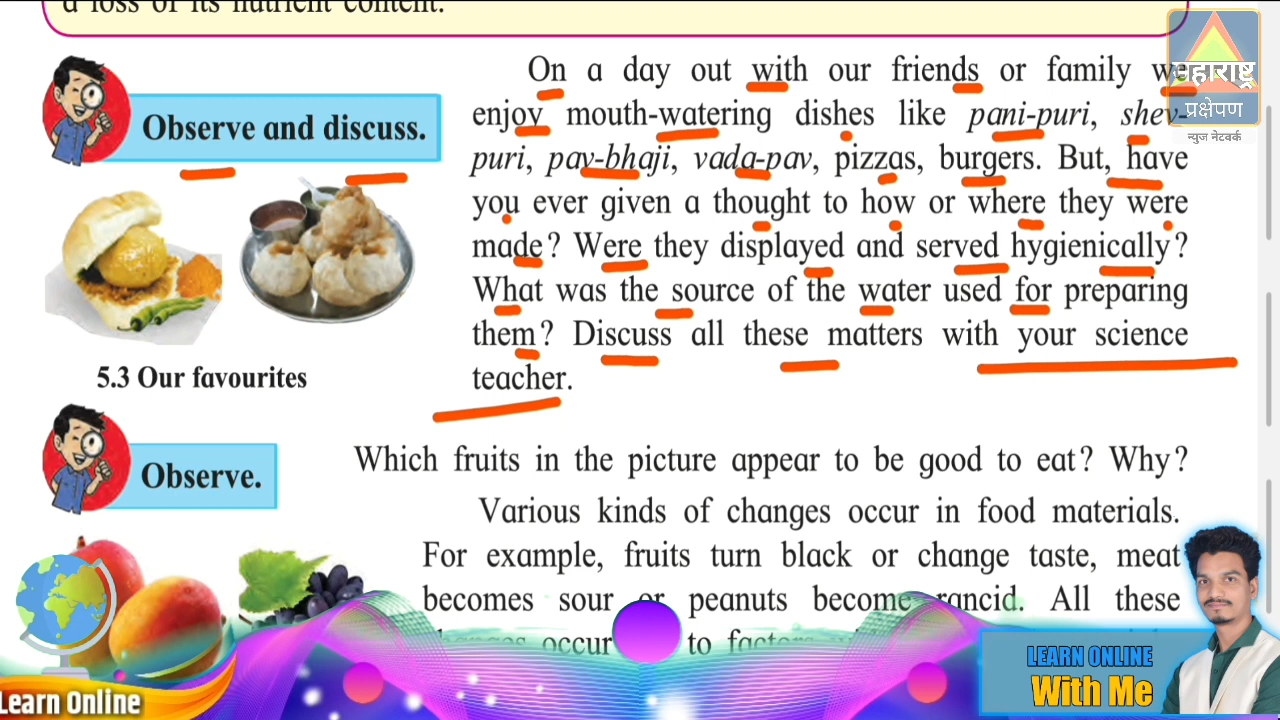 a loss of its nutrient content.
महाराष्ट्र
प्रक्षेपण
न्युज नेटवर्क
Observe and discuss.
On a day out with our friends or family we
enjoy mouth-watering dishes like pani-puri, shev-
puri, pav-bhaji, vada-pav, pizzas, burgers. But, have
you ever given a thought to how or where they were
made? Were they displayed and served hygienically?
What was the source of the water used for preparing
them? Discuss all these matters with your science
teacher.
5.3 Our favourites
Observe.
Which fruits in the picture appear to be good to eat? Why?
Various kinds of changes occur in food materials.
For example, fruits turn black or change taste, meat
becomes sour or peanuts become rancid. All these
changes occur to factors
LEARN ONLINE
With Me
Learn Online